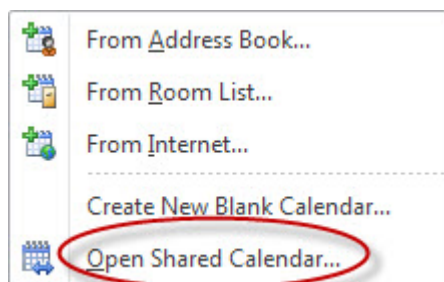 From Address Book...
From Room List...
From Internet...
Create New Blank Calendar...
Open Shared Calendar...